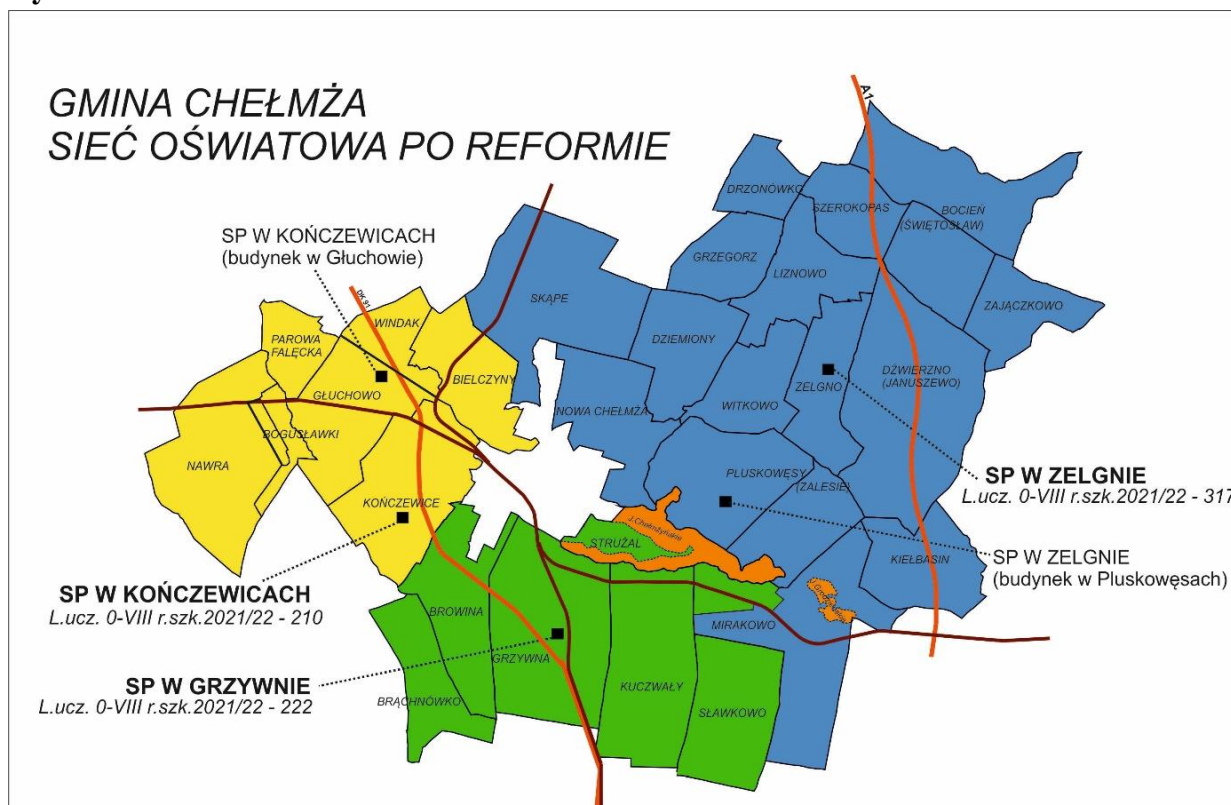 GMINA CHEŁMŻA
SIEĆ OŚWIATOWA PO REFORMIE
A1
DRZONÓWKO
SZEROKOPAS
BOCIEŃ
(ŚWIĘTOSŁAW)
SP W KOŃCZEWICACH
(budynek w Głuchowie)
GRZEGORZ
LIZNOWO
DK 91
SKĄPE
ZAJĄCZKOWO
WINDAK
PAROWA
FALĘCKA
DZIEMIONY
BIELCZYNY
GŁUCHOWO
ZELGNO
DŹWIERZNO
(JANUSZEWO)
NOWA CHEŁMŻA
WITKOWO
BOGUSŁAWKI
NAWRA
PLUSKOWĘSY
(ZALESIE)
SP W ZELGNIE
L.ucz. 0-VIII r.szk.2021/22 - 317
KOŃCZEWICE
J.Chełmżyńskie
STRUŻAL
KIEŁBASIN
SP W ZELGNIE
(budynek w Pluskowęsach)
SP W KOŃCZEWICACH
L.ucz. 0-VIII r.szk.2021/22 - 210
BROWINA
MIRAKOWO
GRZYWNA
SP W GRZYWNIE
L.ucz. 0-VIII r.szk.2021/22 - 222
KUCZWAŁY
BRĄCHNÓWKO
SŁAWKOWO